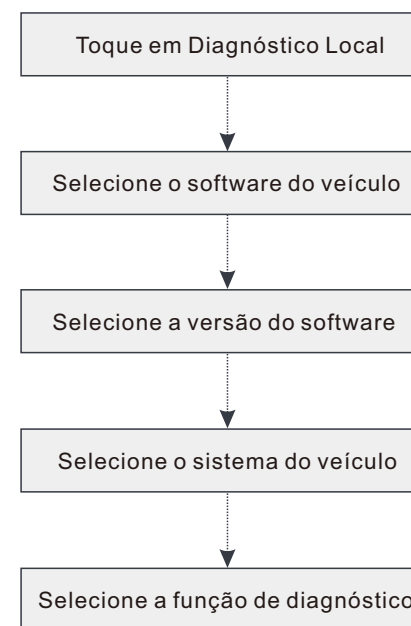 Toque em Diagnóstico Local
Selecione o software do veículo
Selecione a versão do software
Selecione o sistema do veículo
Selecione a função de diagnóstico